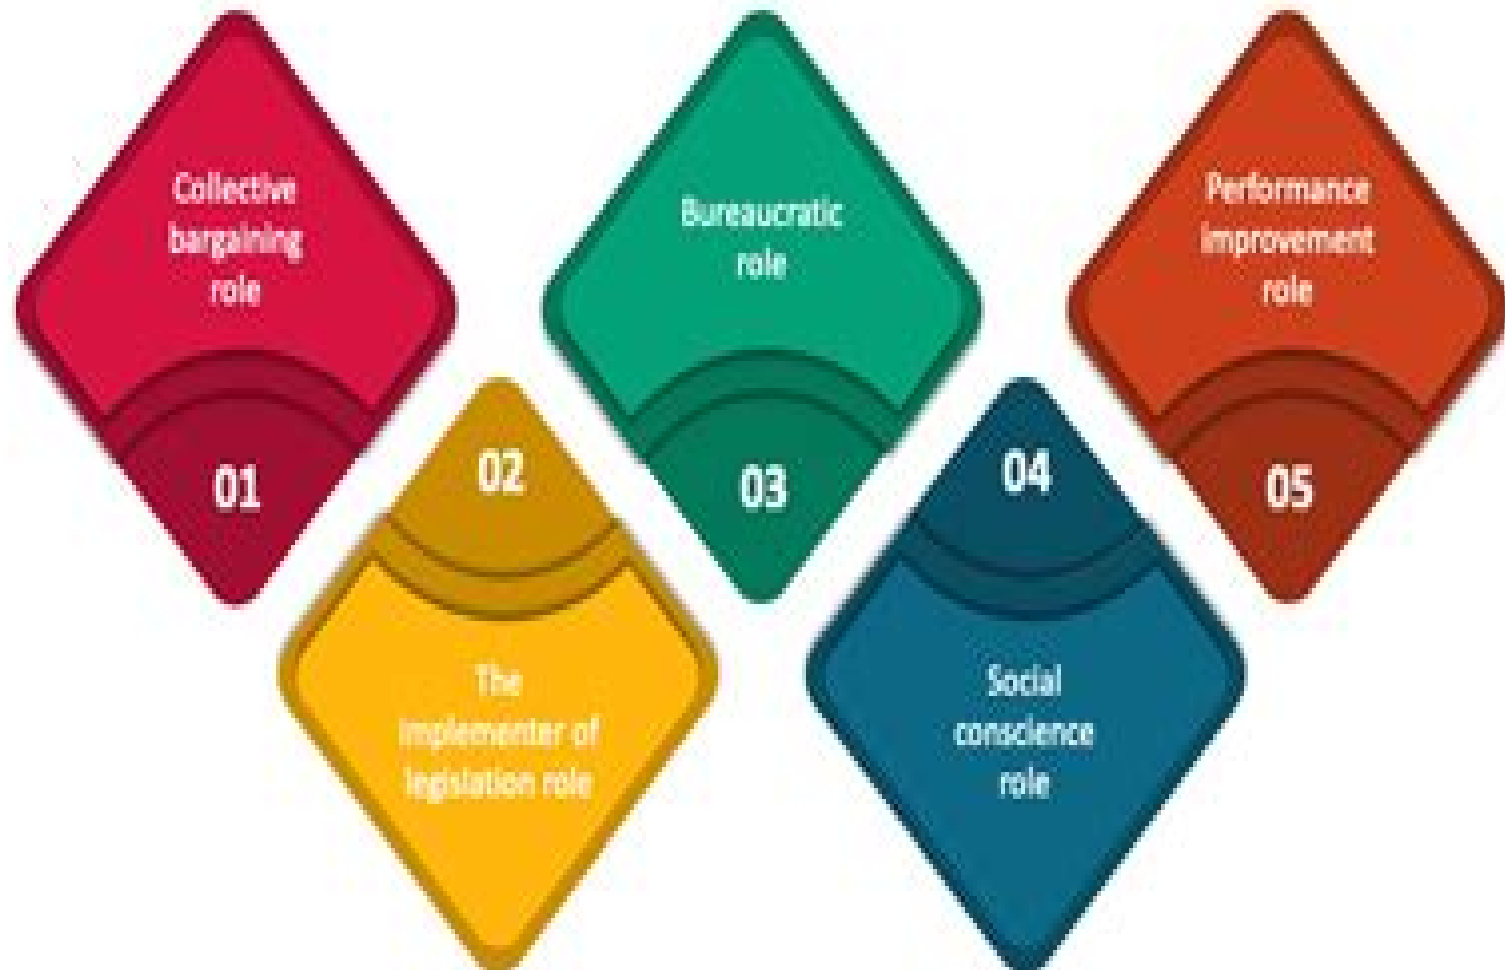 Collective
bargaining
role
01
02
The
implementer of
legislation role
Bureaucratic
role
03
04
Social
conscience
role
Performance
improvement
role
05